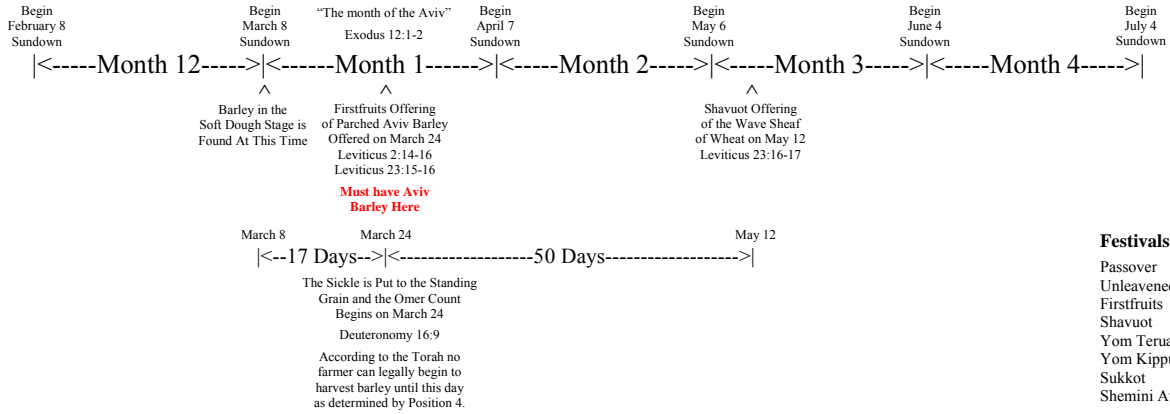 Begin
February 8
Sundown
Begin
March 8
Sundown
“The month of the Aviv”
Exodus 12:1-2
Begin
April 7
Sundown
Begin
May 6
Sundown
Begin
June 4
Sundown
Begin
July 4
Sundown
|<-----Month 12----->|<------Month 1------>|<-----Month 2----->|<-----Month 3----->|<-----Month 4----->|
^
Barley in the
Soft Dough Stage is
Found At This Time
^
Firstfruits Offering
of Parched Aviv Barley
Offered on March 24
Leviticus 2:14-16
Leviticus 23:15-16
Must have Aviv
Barley Here
^
Shavuot Offering
of the Wave Sheaf
of Wheat on May 12
Leviticus 23:16-17
March 8 March 24 May 12
|<--17 Days-->|<-------------------50 Days------------------->|
The Sickle is Put to the Standing
Grain and the Omer Count
Begins on March 24
Deuteronomy 16:9
According to the Torah no
farmer can legally begin to
harvest barley until this day
as determined by Position 4.
Festivals
Passover
Unleavene
Firstfruits
Shavuot
Yom Terua
Yom Kippu
Sukkot
Shemini A